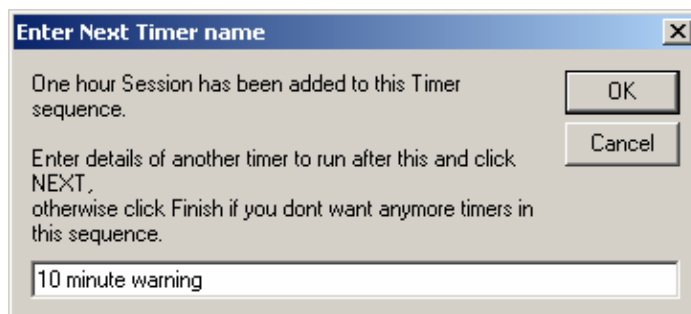 Enter Next Timer name
One hour Session has been added to this Timer
sequence.
OK
Cancel
Enter details of another timer to run after this and click
NEXT,
otherwise click Finish if you dont want anymore timers in
this sequence.
10 minute warning